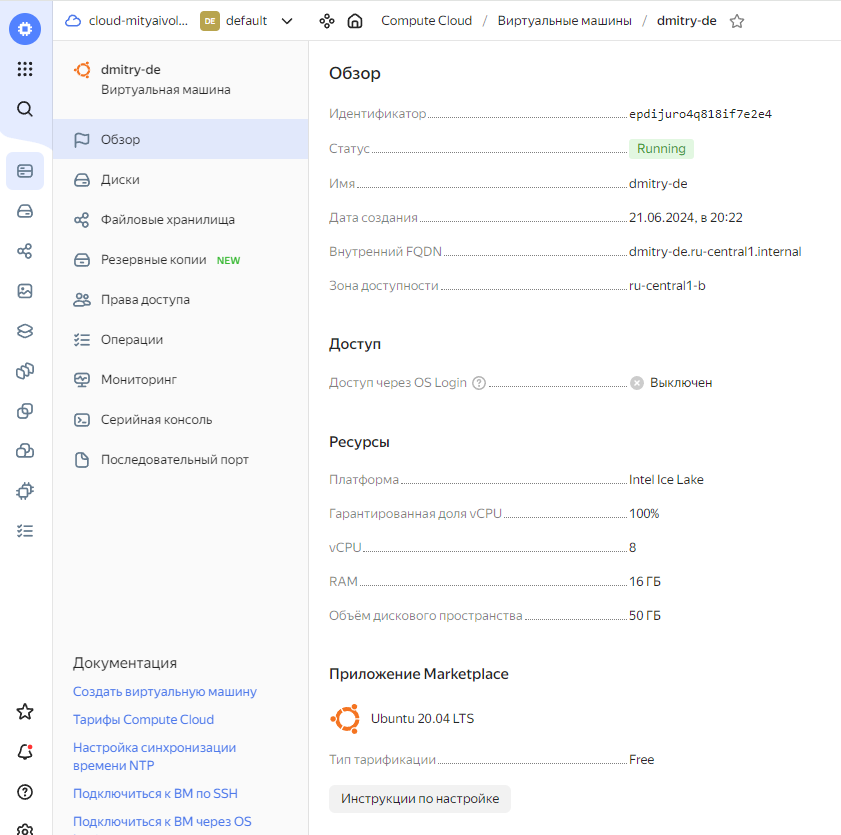 cloud-mityaivol... DE default Compute Cloud / Виртуальные машины / dmitry-de
dmitry-de
Виртуальная машина
Обзор
Диски
Файловые хранилища
Резервные копии NEW
Права доступа
Операции
Мониторинг
Серийная консоль
Последовательный порт
Документация
Создать виртуальную машину
Тарифы Compute Cloud
Настройка синхронизации
времени NTP
Подключиться к ВМ по SSH
Подключиться к ВМ через OS
Обзор
Идентификатор epdijuro4q818if7e2e4
Статус Running
Имя dmitry-de
Дата создания 21.06.2024, в 20:22
Внутренний FQDN dmitry-de.ru-central1.internal
Зона доступности ru-central1-b
Доступ
Доступ через OS Login ? Выключен
Ресурсы
Платформа Intel Ice Lake
Гарантированная доля vCPU 100%
vCPU 8
RAM 16 ГБ
Объём дискового пространства 50 ГБ
Приложение Marketplace
Ubuntu 20.04 LTS
Тип тарификации Free
Инструкции по настройке